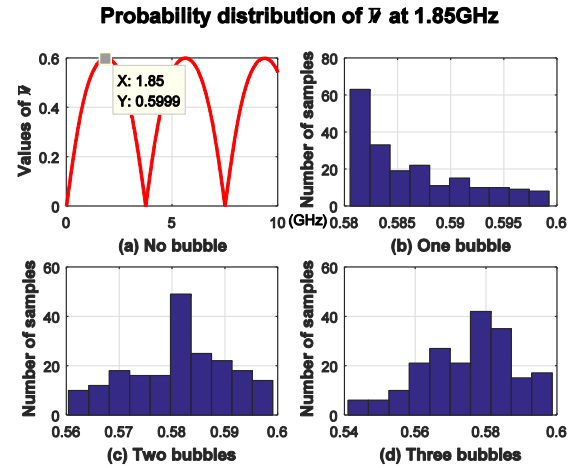 Probability distribution of V̸ at 1.85GHz
Values of V̸
0.6
0.4
0.2
0
X: 1.85
Y: 0.5999
0
5
10
(GHz)
(a) No bubble
Number of samples
80
60
40
20
0
0.58
0.585
0.59
0.595
0.6
(b) One bubble
Number of samples
60
40
20
0
0.56
0.57
0.58
0.59
0.6
(c) Two bubbles
Number of samples
60
40
20
0
0.54
0.56
0.58
0.6
(d) Three bubbles